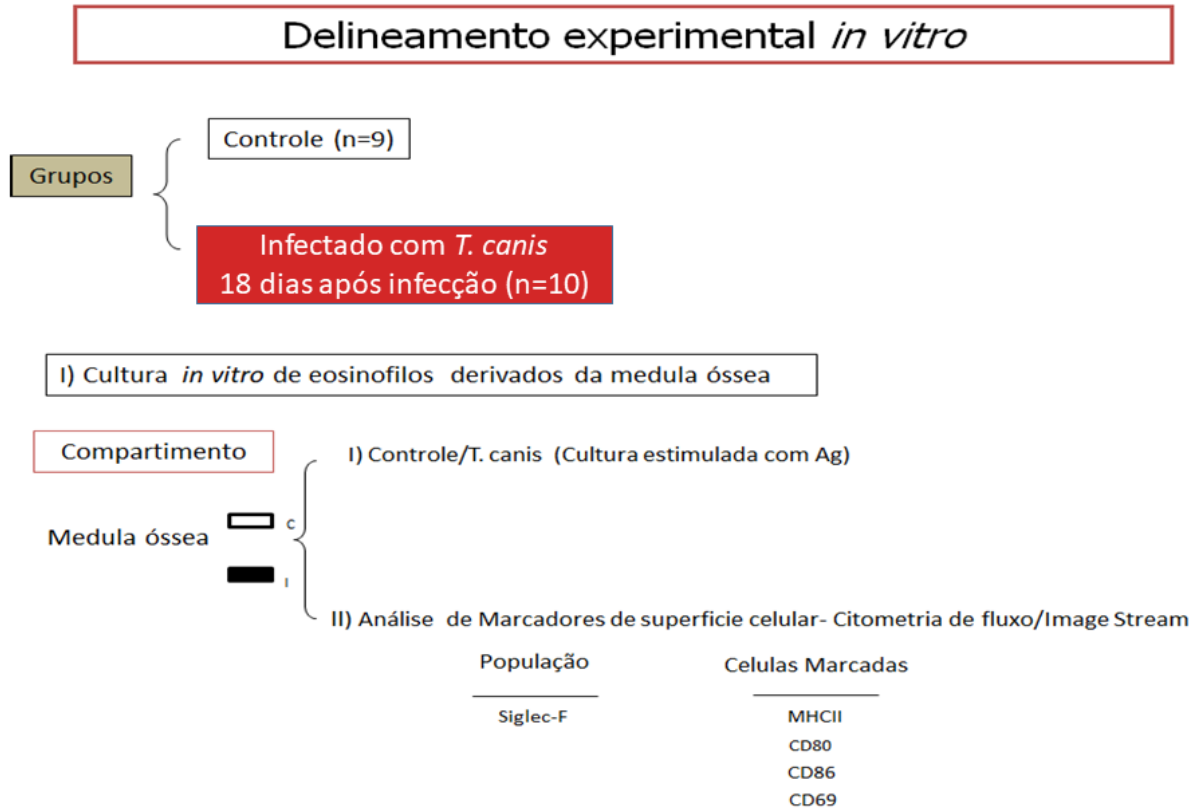 Delineamento experimental in vitro
Controle (n=9)
Grupos
Infectado com T. canis
18 dias após infecção (n=10)
I) Cultura in vitro de eosinofilos derivados da medula óssea
Compartimento
I) Controle/T. canis (Cultura estimulada com Ag)
C
Medula óssea
I
II) Análise de Marcadores de superficie celular- Citometria de fluxo/Image Stream
População
Celulas Marcadas
Siglec-F
MHCII
CD80
CD86
CD69